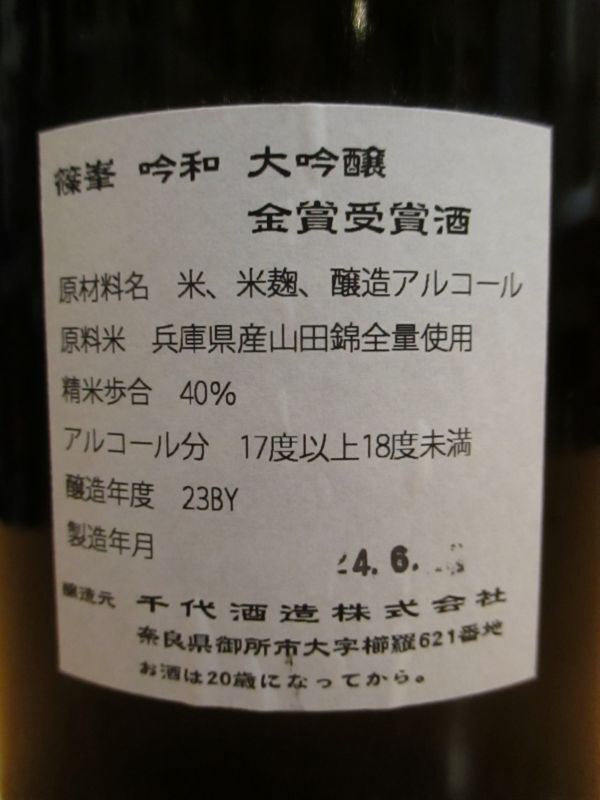 篠峯 吟和 大吟醸
金賞受賞酒
原材料名 米、米麹、醸造アルコール
原料米 兵庫県産山田錦全量使用
精米歩合 40%
アルコール分 17度以上18度未満
醸造年度 23BY
製造年月 4.6.
醸造元 千代酒造株式会社
奈良県御所市大字櫛羅621番地
お酒は20歳になってから。